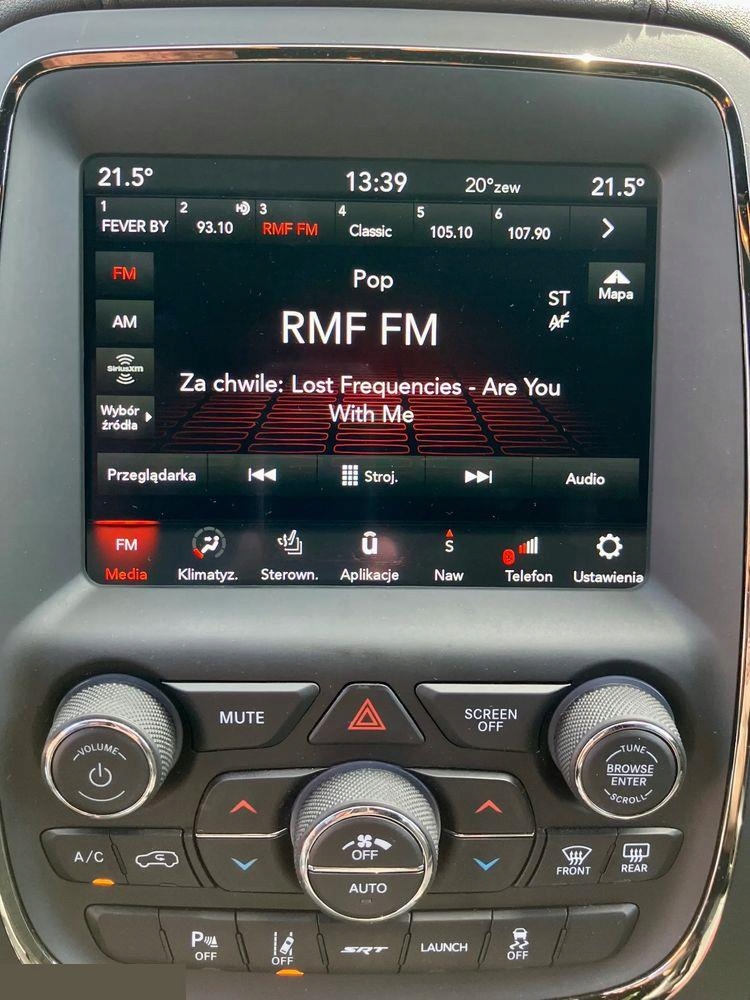 21.5° 13:39 20°zew 21.5°
1 2 HD 3 4 5 6
FEVER BY 93.10 RMF FM Classic 105.10 107.90
FM Pop Mapa
AM RMF FM ST
AF
SiriusXM
Za chwile: Lost Frequencies - Are You
With Me
Wybór
źródła
Przeglądarka Stroj. Audio
FM S
Media Klimatyz. Sterown. Aplikacje Naw Telefon Ustawienia
MUTE SCREEN
OFF
VOLUME TUNE
BROWSE
ENTER
SCROLL
OFF
AUTO
A/C FRONT REAR
P OFF OFF SRT LAUNCH OFF